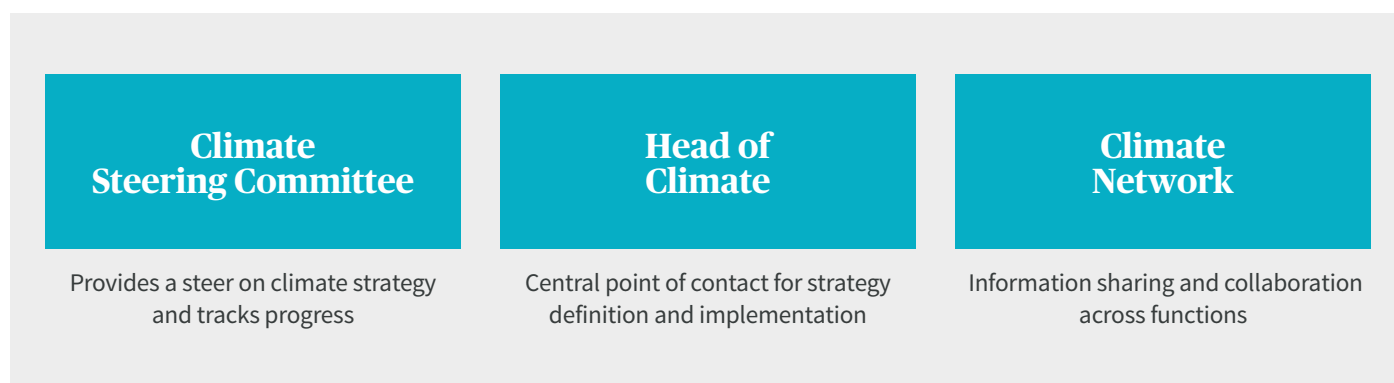 Climate
Steering Committee
Provides a steer on climate strategy
and tracks progress
Head of
Climate
Central point of contact for strategy
definition and implementation
Climate
Network
Information sharing and collaboration
across functions